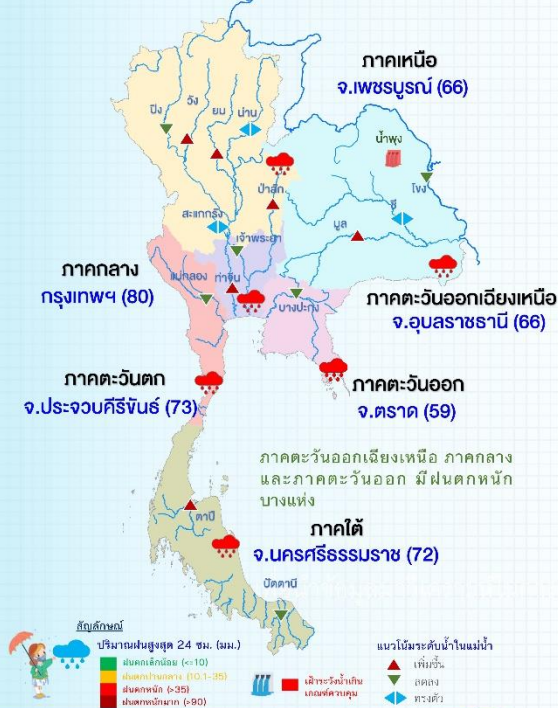 ภาคเหนือ
จ.เพชรบูรณ์ (66)
ปิง
วัง
ยม
น่าน
น้ำพุง
โขง
ป่าสัก
ชี
สะแกกรัง
มูล
เจ้าพระยา
ภาคกลาง
กรุงเทพฯ (80)
แม่กลอง
ท่าจีน
บางปะกง
ภาคตะวันออกเฉียงเหนือ
จ.อุบลราชธานี (66)
ภาคตะวันตก
จ.ประจวบคีรีขันธ์ (73)
ภาคตะวันออก
จ.ตราด (59)
ภาคตะวันออกเฉียงเหนือ ภาคกลาง
และภาคตะวันออก มีฝนตกหนัก
บางแห่ง
ตาปี
ภาคใต้
จ.นครศรีธรรมราช (72)
ปัตตานี
สัญลักษณ์
ปริมาณฝนสูงสุด 24 ชม. (มม.)
ฝนตกเล็กน้อย (<=10)
ฝนตกปานกลาง (10.1-35)
ฝนตกหนัก (>35)
ฝนตกหนักมาก (>90)
เฝ้าระวังน้ำเกิน
เกณฑ์ควบคุม
แนวโน้มระดับน้ำในแม่น้ำ
เพิ่มขึ้น
ลดลง
ทรงตัว